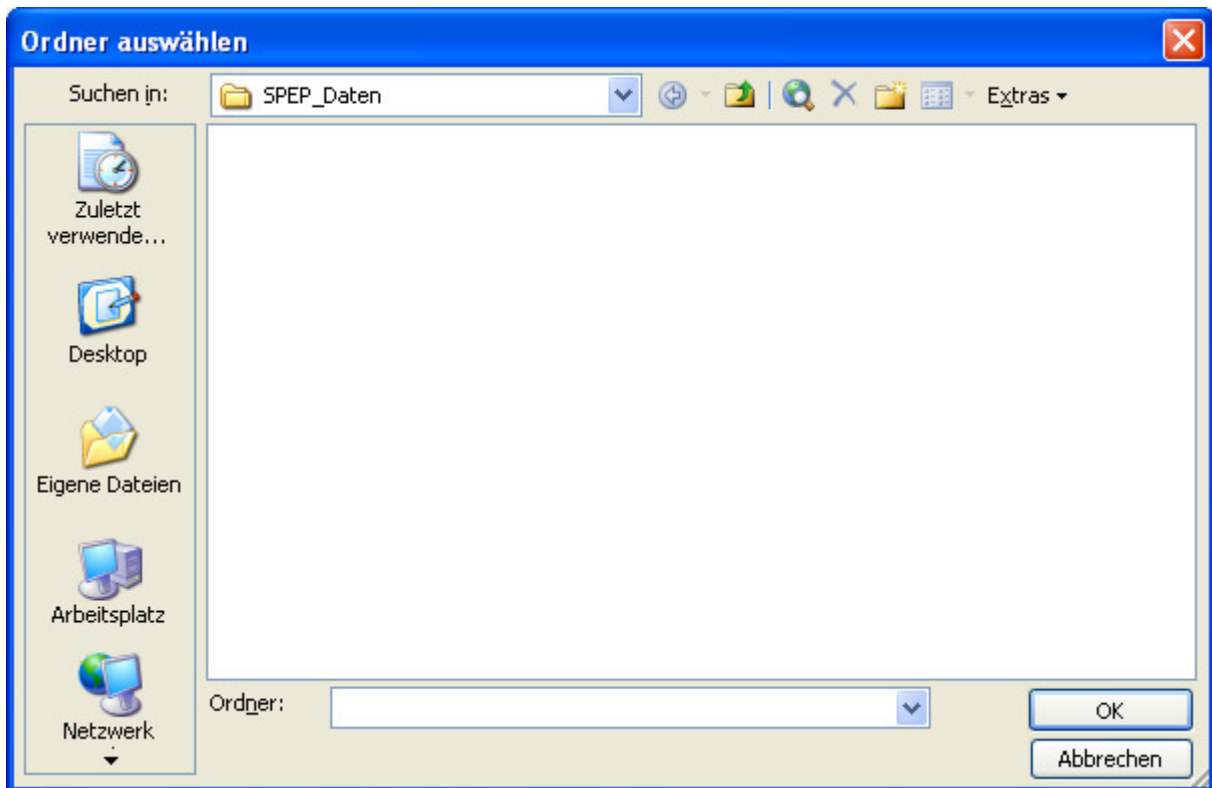 Ordner auswählen
Suchen in:
SPEP_Daten
Extras
Zuletzt
verwende...
Desktop
Eigene Dateien
Arbeitsplatz
Netzwerk
Ordner:
OK
Abbrechen